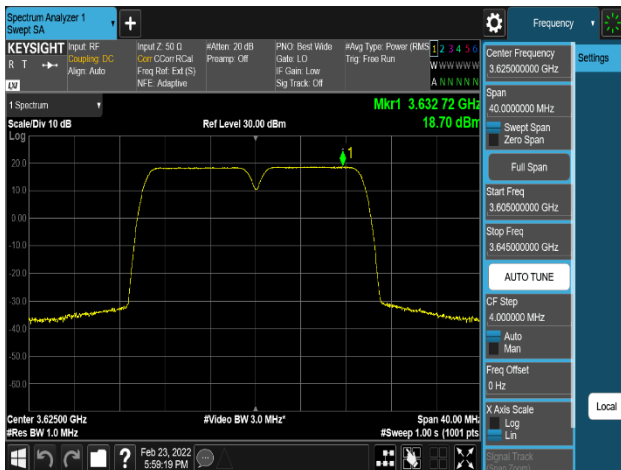 Spectrum Analyzer 1
Swept SA
Frequency
KEYSIGHT
R T
LXI
Input: RF
Coupling: DC
Align: Auto
Input Z: 50 Ω
Corr CCorr RCal
Freq Ref: Ext (S)
NFE: Adaptive
#Atten: 20 dB
Preamp: Off
PNO: Best Wide
Gate: LO
IF Gain: Low
Sig Track: Off
#Avg Type: Power (RMS
Trig: Free Run
1 2 3 4 5 6
W W W W W W
A N N N N N
1 Spectrum
Mkr1 3.632 72 GHz
Scale/Div 10 dB
Ref Level 30.00 dBm
18.70 dBm
Log
1
20.0
10.0
0.00
-10.0
-20.0
-30.0
-40.0
-50.0
-60.0
Center 3.62500 GHz
#Video BW 3.0 MHz*
Span 40.00 MHz
#Res BW 1.0 MHz
#Sweep 1.00 s (1001 pts
Center Frequency
3.625000000 GHz
Settings
Span
40.0000000 MHz
Swept Span
Zero Span
Full Span
Start Freq
3.605000000 GHz
Stop Freq
3.645000000 GHz
AUTO TUNE
CF Step
4.000000 MHz
Auto
Man
Freq Offset
0 Hz
X Axis Scale
Log
Lin
Local
Signal Track
(Span Zoom)
?
Feb 23, 2022
5:59:19 PM